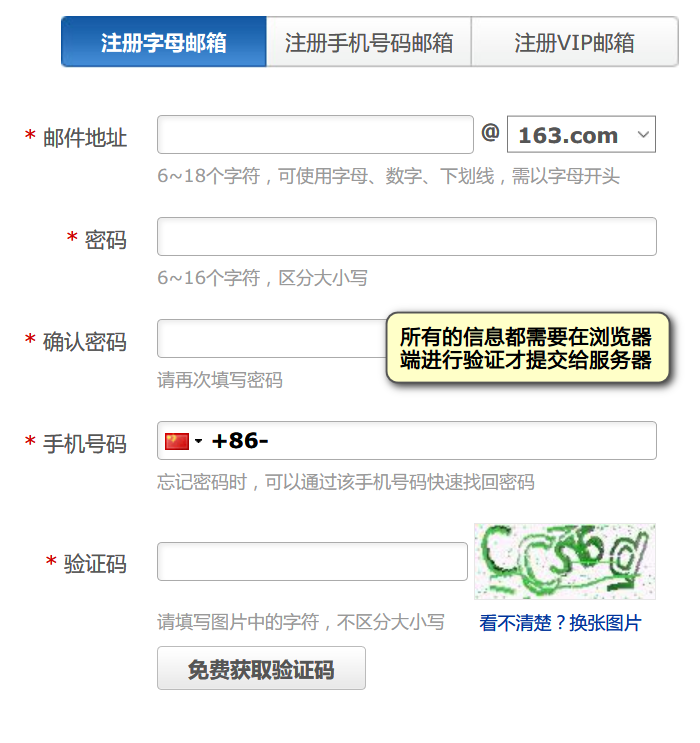 注册字母邮箱 注册手机号码邮箱 注册VIP邮箱
* 邮件地址 @ 163.com
6~18个字符，可使用字母、数字、下划线，需以字母开头
* 密码
6~16个字符，区分大小写
* 确认密码
所有的信息都需要在浏览器
端进行验证才提交给服务器
请再次填写密码
* 手机号码 +86-
忘记密码时，可以通过该手机号码快速找回密码
* 验证码
请填写图片中的字符，不区分大小写 看不清楚？换张图片
免费获取验证码